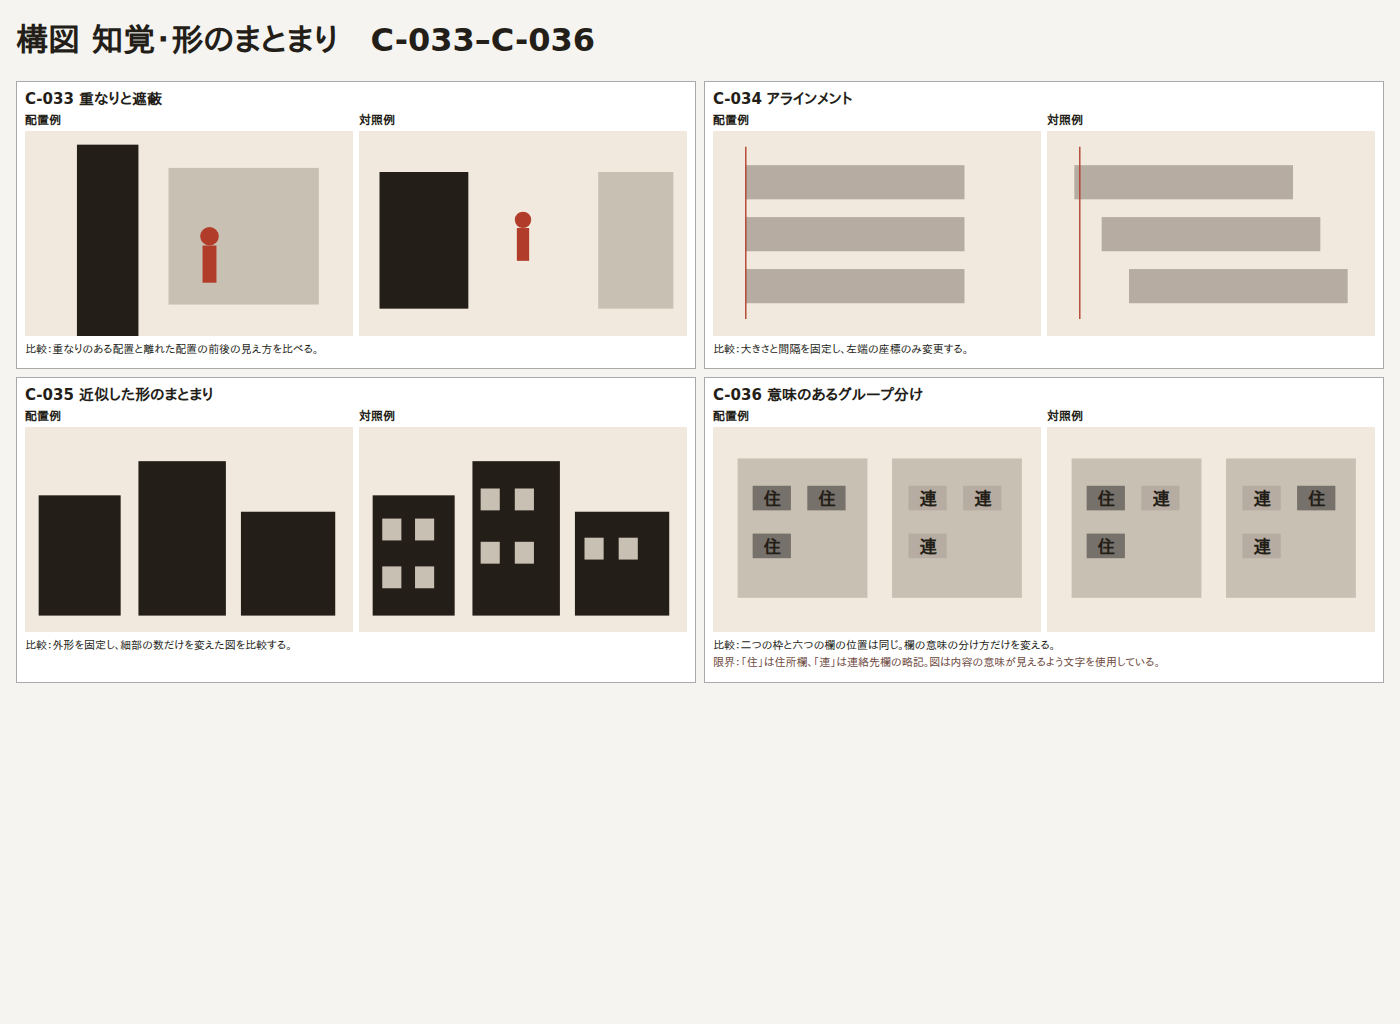 構図 知覚・形のまとまり　C-033–C-036
C-033 重なりと遮蔽
配置例
対照例
比較：重なりのある配置と離れた配置の前後の見え方を比べる。
C-034 アラインメント
配置例
対照例
比較：大きさと間隔を固定し、左端の座標のみ変更する。
C-035 近似した形のまとまり
配置例
対照例
比較：外形を固定し、細部の数だけを変えた図を比較する。
C-036 意味のあるグループ分け
配置例
対照例
住 住 連 連
住 連
住 連 連 住
住 連
比較：二つの枠と六つの欄の位置は同じ。欄の意味の分け方だけを変える。
限界：「住」は住所欄、「連」は連絡先欄の略記。図は内容の意味が見えるよう文字を使用している。